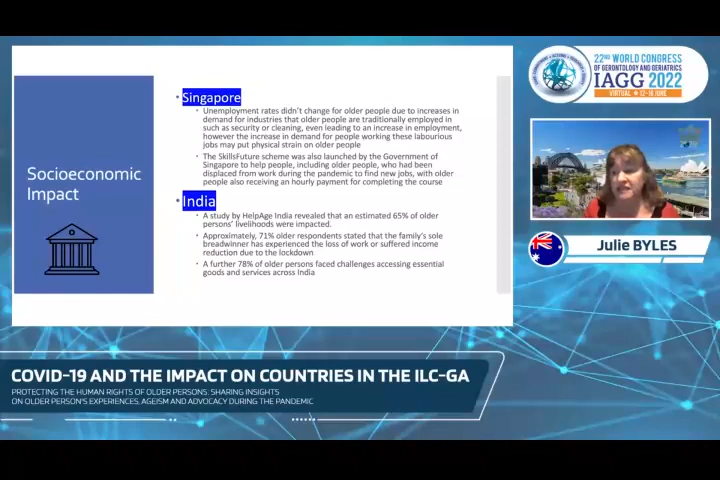 Socioeconomic
Impact
• Singapore
• Unemployment rates didn't change for older people due to increases in
demand for industries that older people are traditionally employed in
such as security or cleaning, even leading to an increase in employment,
however the increase in demand for people working these labourious
jobs may put physical strain on older people
• The SkillsFuture scheme was also launched by the Government of
Singapore to help people, including older people, who had been
displaced from work during the pandemic to find new jobs, with older
people also receiving an hourly payment for completing the course
• India
• A study by HelpAge India revealed that an estimated 65% of older
persons' livelihoods were impacted.
• Approximately, 71% older respondents stated that the family's sole
breadwinner has experienced the loss of work or suffered income
reduction due to the lockdown
• A further 78% of older persons faced challenges accessing essential
goods and services across India
22ND WORLD CONGRESS
OF GERONTOLOGY AND GERIATRICS
IAGG 2022
VIRTUAL • 12-16 JUNE
Julie BYLES
COVID-19 AND THE IMPACT ON COUNTRIES IN THE ILC-GA
PROTECTING THE HUMAN RIGHTS OF OLDER PERSONS: SHARING INSIGHTS
ON OLDER PERSON'S EXPERIENCES, AGEISM AND ADVOCACY DURING THE PANDEMIC